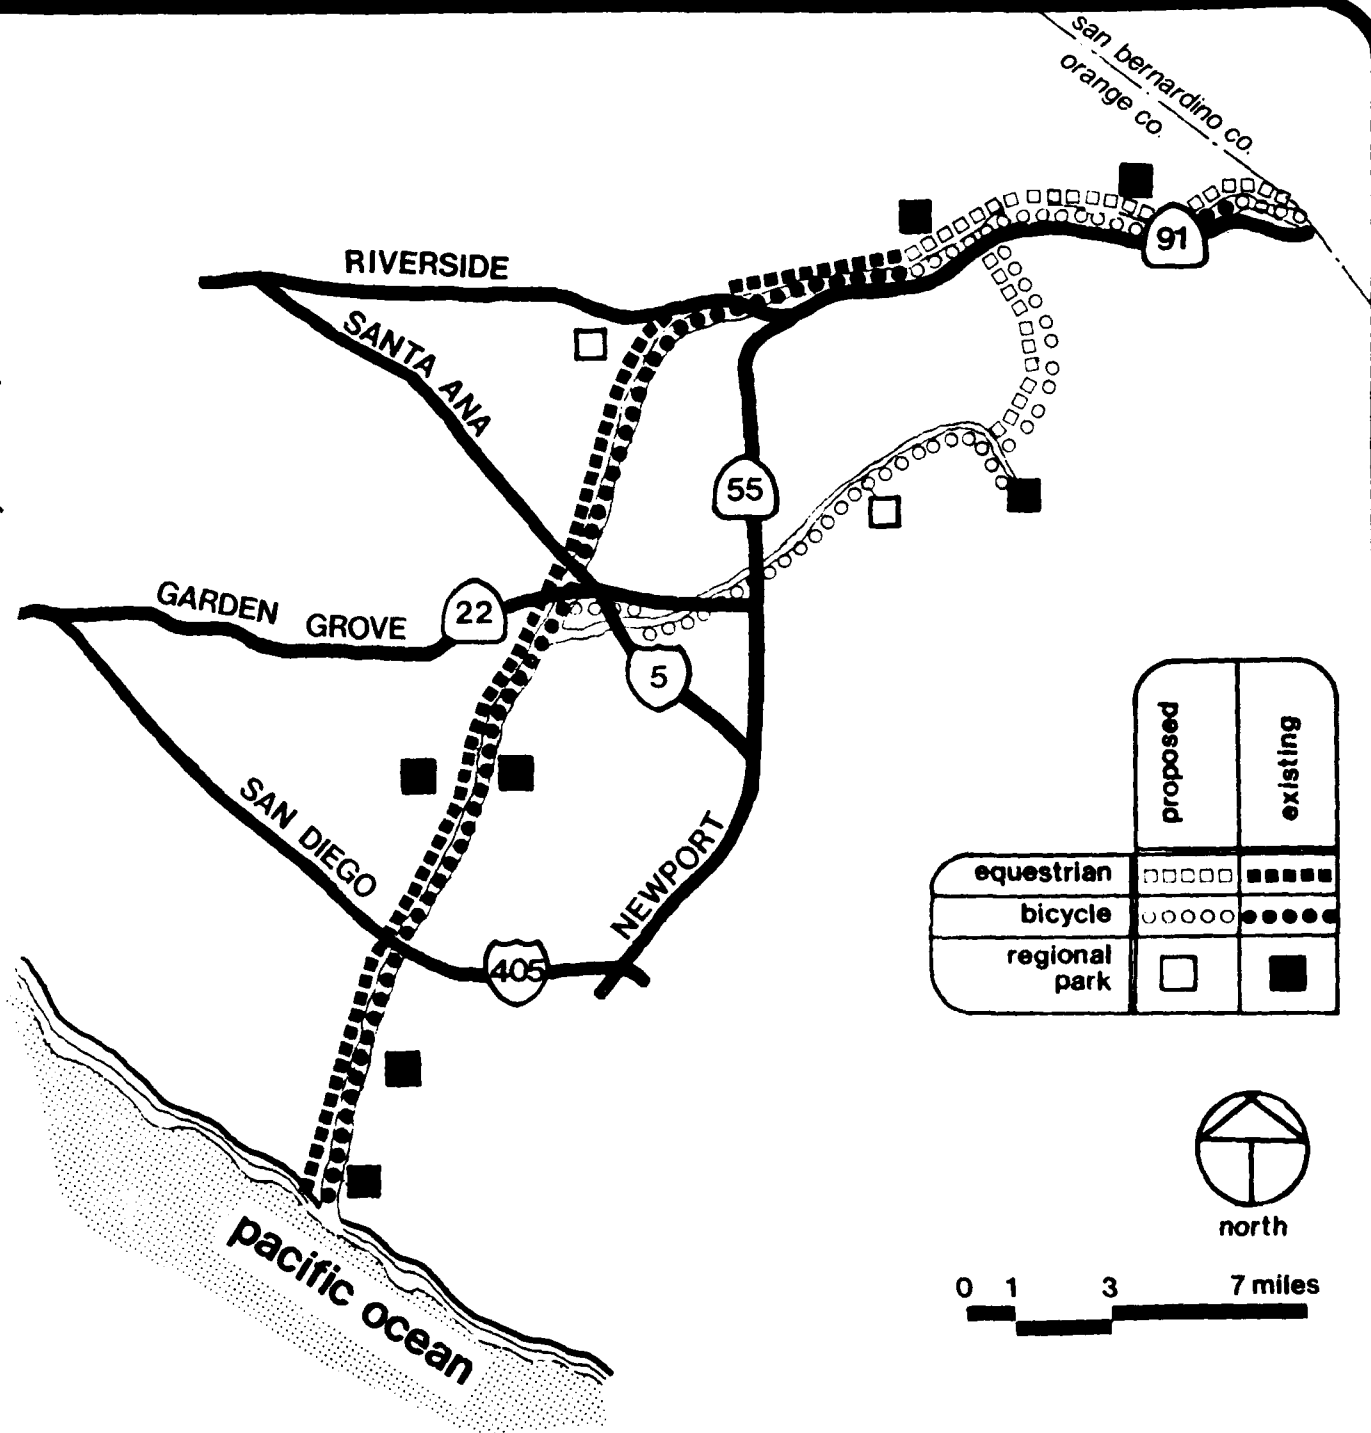 san bernardino co.
orange co.
91
RIVERSIDE
SANTA ANA
55
GARDEN GROVE
22
5
proposed
existing
SAN DIEGO
NEWPORT
equestrian
bicycle
regional
park
405
north
pacific ocean
0 1 3 7 miles